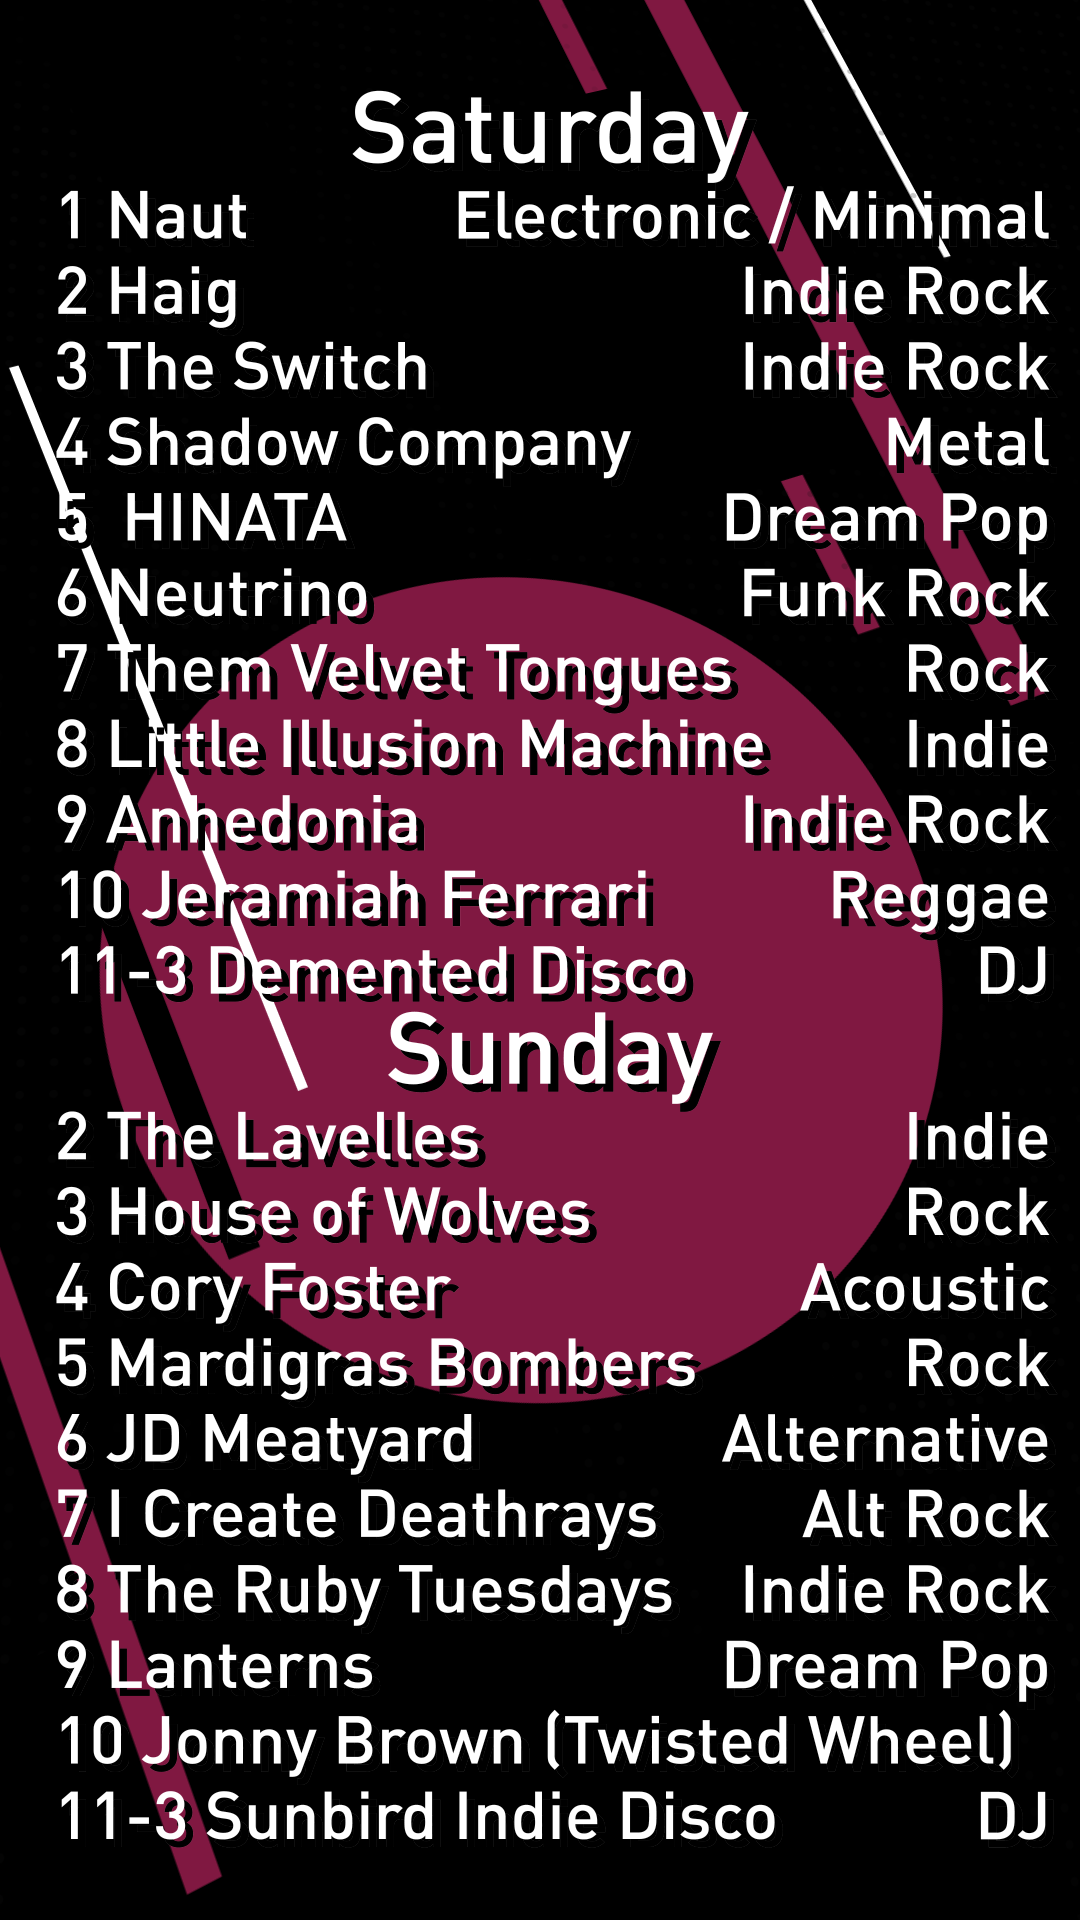 Saturday
1 Naut Electronic / Minimal
2 Haig Indie Rock
3 The Switch Indie Rock
4 Shadow Company Metal
5 HINATA Dream Pop
6 Neutrino Funk Rock
7 Them Velvet Tongues Rock
8 Little Illusion Machine Indie
9 Anhedonia Indie Rock
10 Jeramiah Ferrari Reggae
11-3 Demented Disco DJ
Sunday
2 The Lavelles Indie
3 House of Wolves Rock
4 Cory Foster Acoustic
5 Mardigras Bombers Rock
6 JD Meatyard Alternative
7 I Create Deathrays Alt Rock
8 The Ruby Tuesdays Indie Rock
9 Lanterns Dream Pop
10 Jonny Brown (Twisted Wheel)
11-3 Sunbird Indie Disco DJ